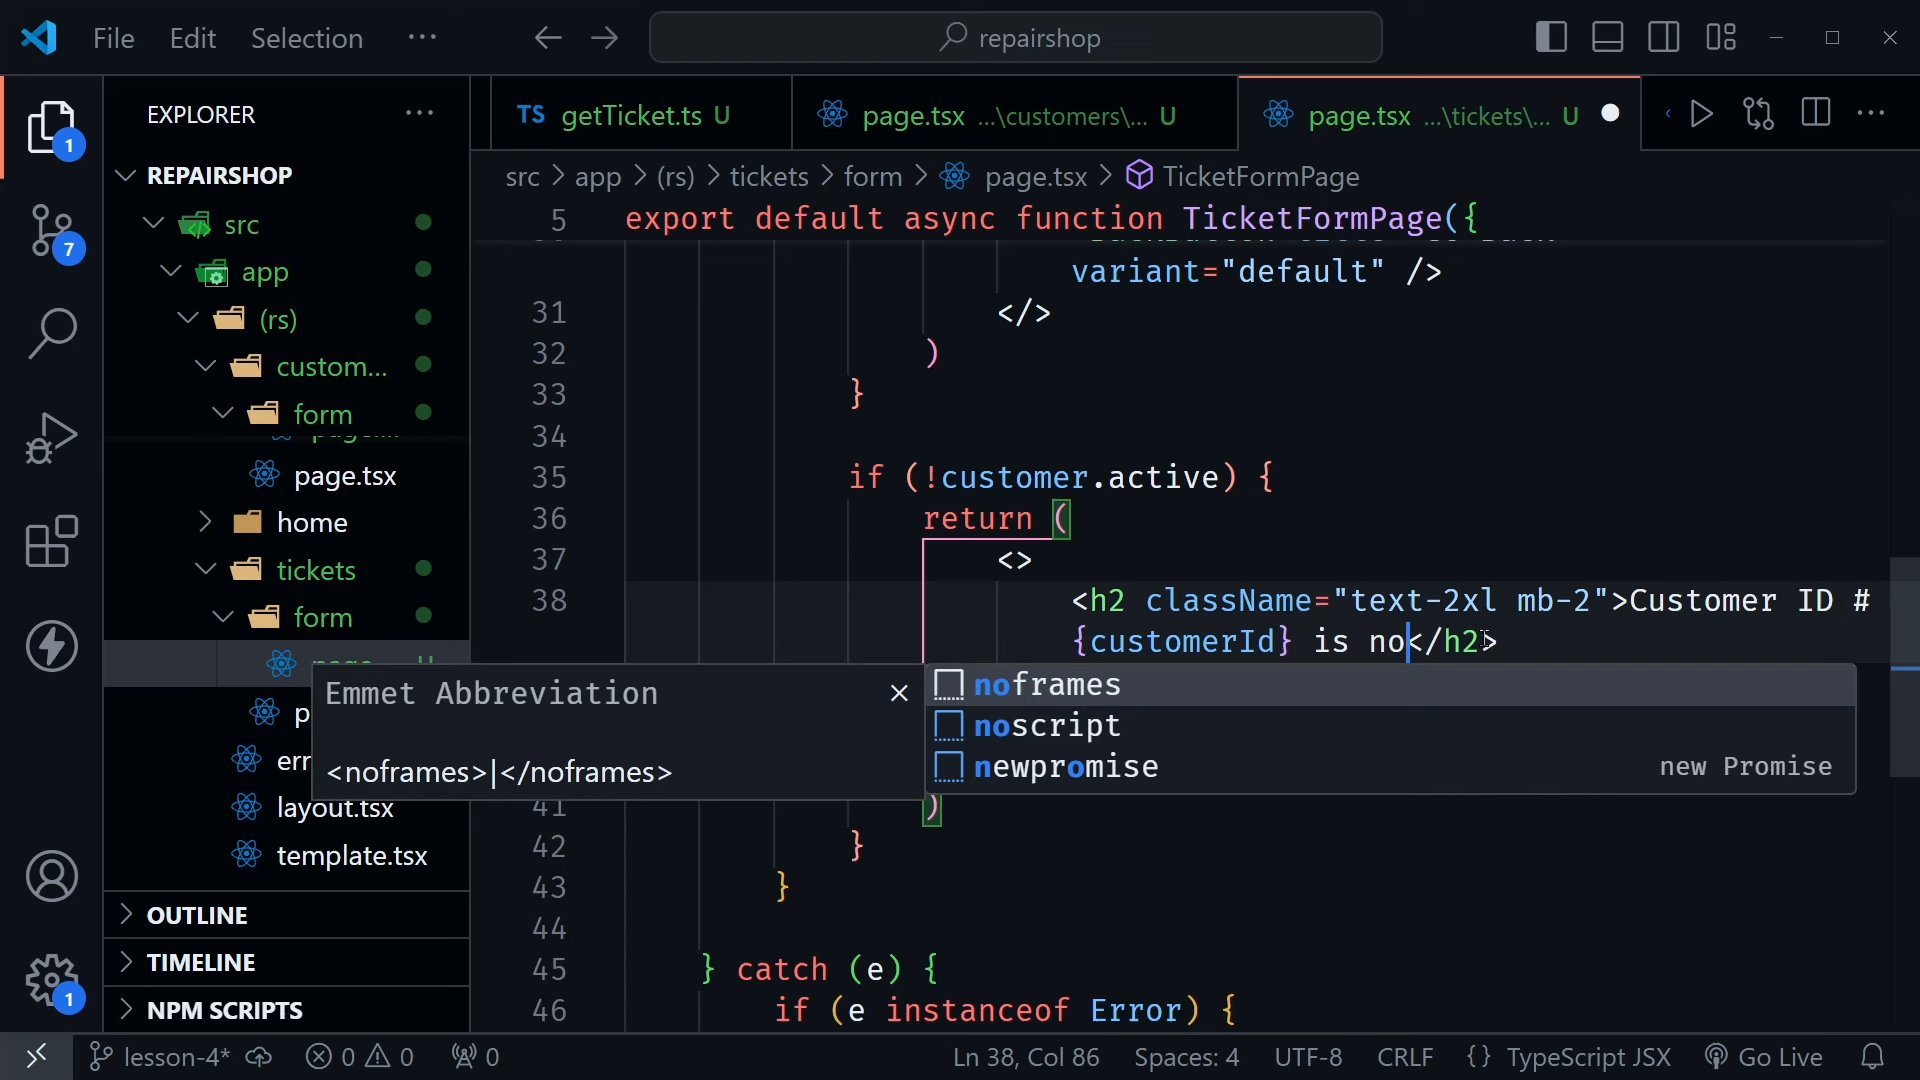 File Edit Selection ···
repairshop
EXPLORER ···
1
7
1
REPAIRSHOP
src
app
(rs)
custom...
form
page.tsx
home
tickets
form
layout.tsx
template.tsx
OUTLINE
TIMELINE
NPM SCRIPTS
TS getTicket.ts U
page.tsx ...\customers\... U
page.tsx ...\tickets\... U
src > app > (rs) > tickets > form > page.tsx > TicketFormPage
5 export default async function TicketFormPage({
variant="default" />
31 </>
32 )
33 }
34
35 if (!customer.active) {
36 return (
37 <>
38 <h2 className="text-2xl mb-2">Customer ID #
{customerId} is no</h2>
Emmet Abbreviation
<noframes>|</noframes>
noframes
noscript
newpromise new Promise
41 )
42 }
43 }
44
45 } catch (e) {
46 if (e instanceof Error) {
lesson-4* 0 0 0 Ln 38, Col 86 Spaces: 4 UTF-8 CRLF {} TypeScript JSX Go Live